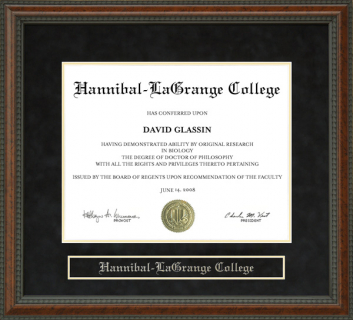 Hannibal-LaGrange College
HAS CONFERRED UPON
DAVID GLASSIN
HAVING DEMONSTRATED ABILITY BY ORIGINAL RESEARCH
IN BIOLOGY
THE DEGREE OF DOCTOR OF PHILOSOPHY
WITH ALL THE RIGHTS AND PRIVILEGES THERETO PERTAINING
ISSUED BY THE BOARD OF REGENTS UPON RECOMMENDATION OF THE FACULTY
JUNE 14, 2008
PROVOST
PRESIDENT
Hannibal-LaGrange College